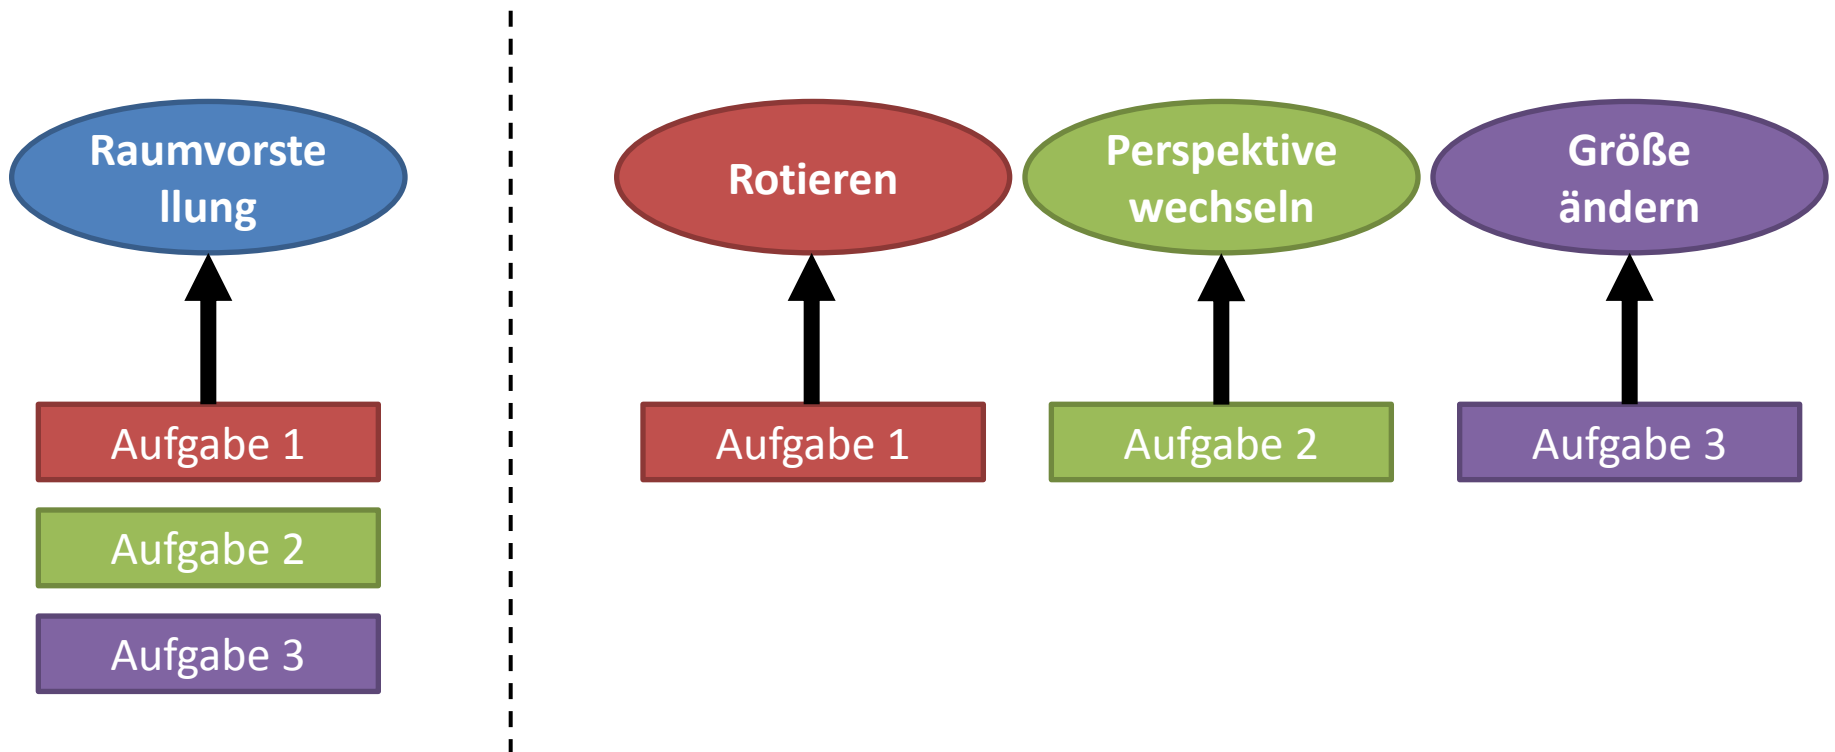 Raumvorste
llung
Aufgabe 1
Aufgabe 2
Aufgabe 3
Rotieren
Aufgabe 1
Perspektive
wechseln
Aufgabe 2
Größe
ändern
Aufgabe 3